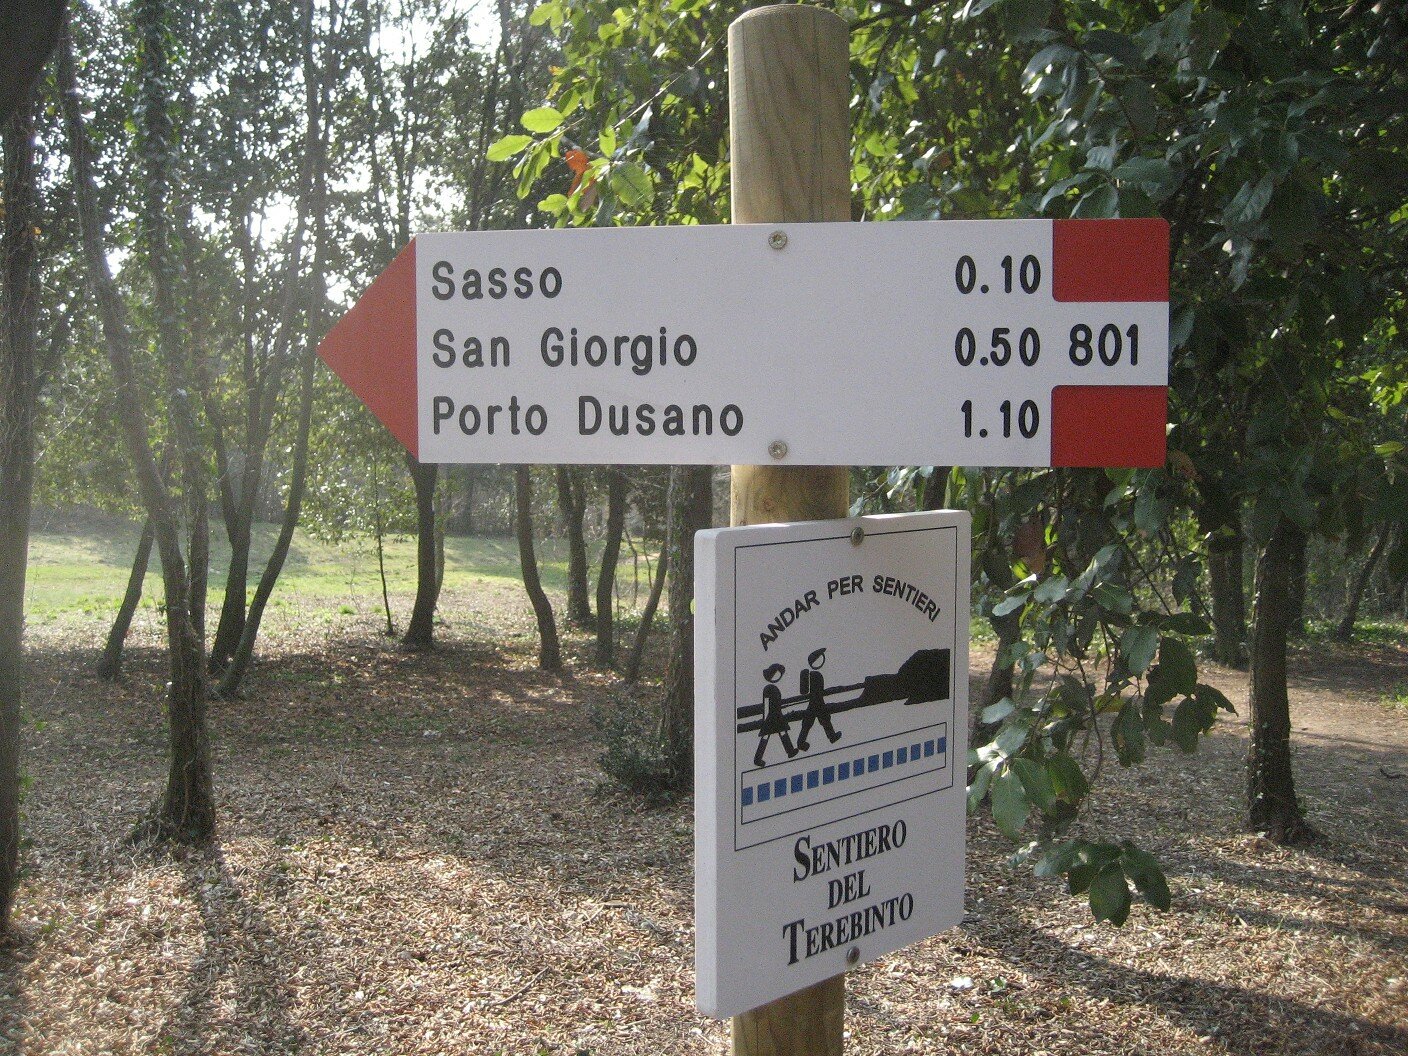 Sasso 0.10
San Giorgio 0.50 801
Porto Dusano 1.10
ANDAR PER SENTIERI
SENTIERO
DEL
TEREBINTO